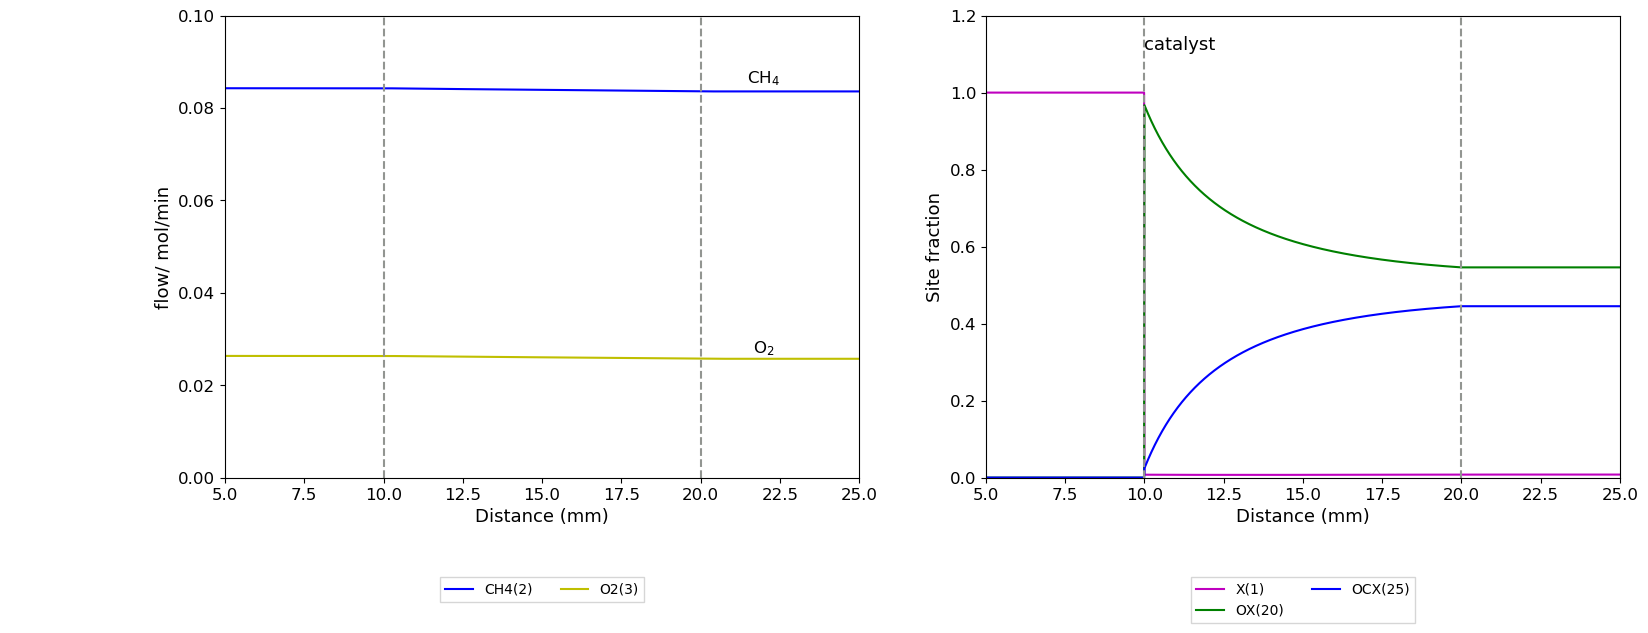 0.10
0.08
0.06
0.04
0.02
0.00
flow/ mol/min
CH₄
O₂
5.0 7.5 10.0 12.5 15.0 17.5 20.0 22.5 25.0
Distance (mm)
CH4(2) O2(3)
1.2
1.0
0.8
0.6
0.4
0.2
0.0
Site fraction
catalyst
5.0 7.5 10.0 12.5 15.0 17.5 20.0 22.5 25.0
Distance (mm)
X(1) OCX(25)
OX(20)